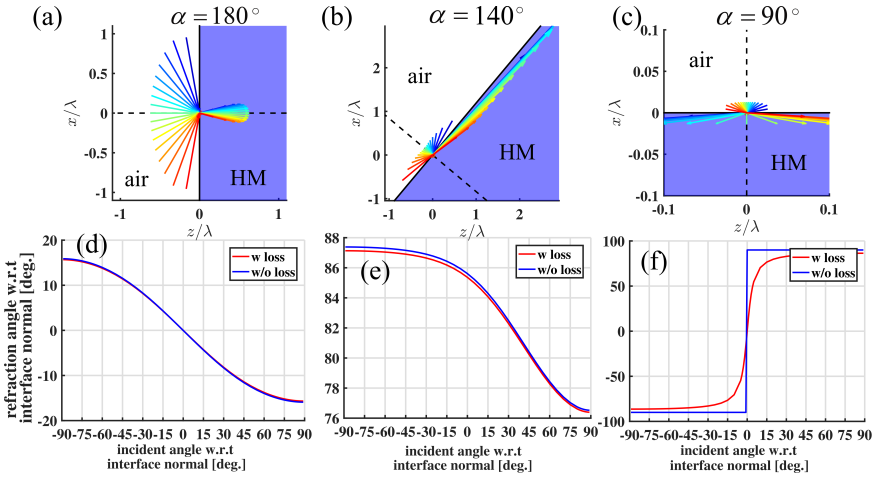 (a)
α = 180°
1
0.5
0
-0.5
-1
x/λ
air
HM
-1
0
1
z/λ
(b)
α = 140°
3
2
1
0
-1
x/λ
air
HM
-1
0
1
2
z/λ
(c)
α = 90°
0.1
0.05
0
-0.05
-0.1
x/λ
air
HM
-0.1
-0.05
0
0.05
0.1
z/λ
(d)
w loss
w/o loss
20
10
0
-10
-20
refraction angle w.r.t
interface normal [deg.]
-90-75-60-45-30-15 0 15 30 45 60 75 90
incident angle w.r.t
interface normal [deg.]
(e)
w loss
w/o loss
88
86
84
82
80
78
76
-90-75-60-45-30-15 0 15 30 45 60 75 90
incident angle w.r.t
interface normal [deg.]
(f)
w loss
w/o loss
100
50
0
-50
-100
-90-75-60-45-30-15 0 15 30 45 60 75 90
incident angle w.r.t
interface normal [deg.]